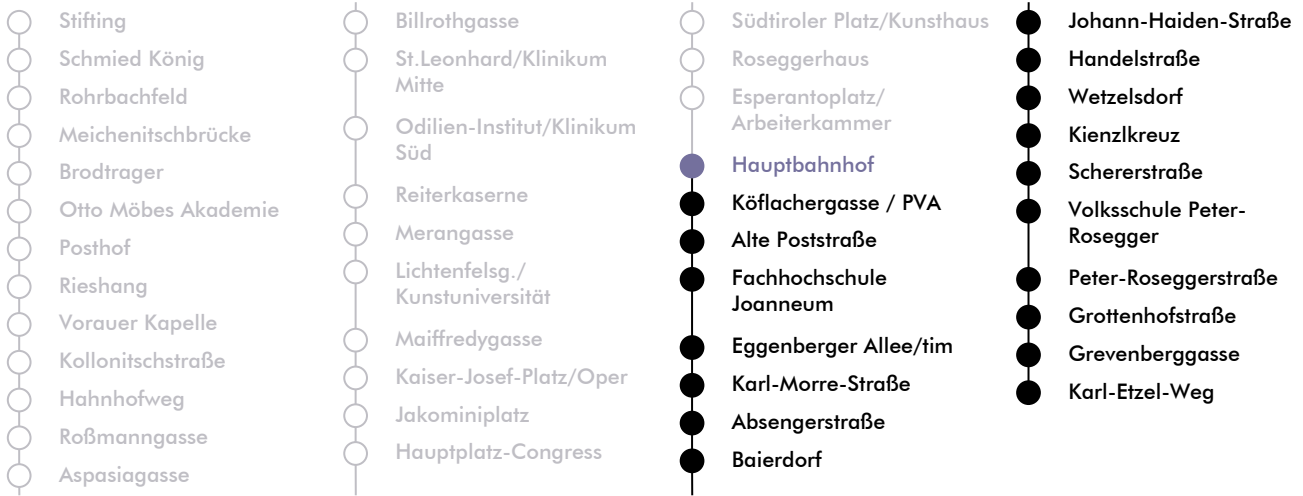 Stifting
Schmied König
Rohrbachfeld
Meichenitschbrücke
Brodtrager
Otto Möbes Akademie
Posthof
Rieshang
Vorauer Kapelle
Kollonitschstraße
Hahnhofweg
Roßmanngasse
Aspasiagasse
Billrothgasse
St.Leonhard/Klinikum
Mitte
Odilien-Institut/Klinikum
Süd
Reiterkaserne
Merangasse
Lichtenfelsg./
Kunstuniversität
Maiffredygasse
Kaiser-Josef-Platz/Oper
Jakominiplatz
Hauptplatz-Congress
Südtiroler Platz/Kunsthaus
Roseggerhaus
Esperantoplatz/
Arbeiterkammer
Hauptbahnhof
Köflachergasse / PVA
Alte Poststraße
Fachhochschule
Joanneum
Eggenberger Allee/tim
Karl-Morre-Straße
Absengerstraße
Baierdorf
Johann-Haiden-Straße
Handelstraße
Wetzelsdorf
Kienzlkreuz
Schererstraße
Volksschule Peter-
Rosegger
Peter-Roseggerstraße
Grottenhofstraße
Grevenberggasse
Karl-Etzel-Weg